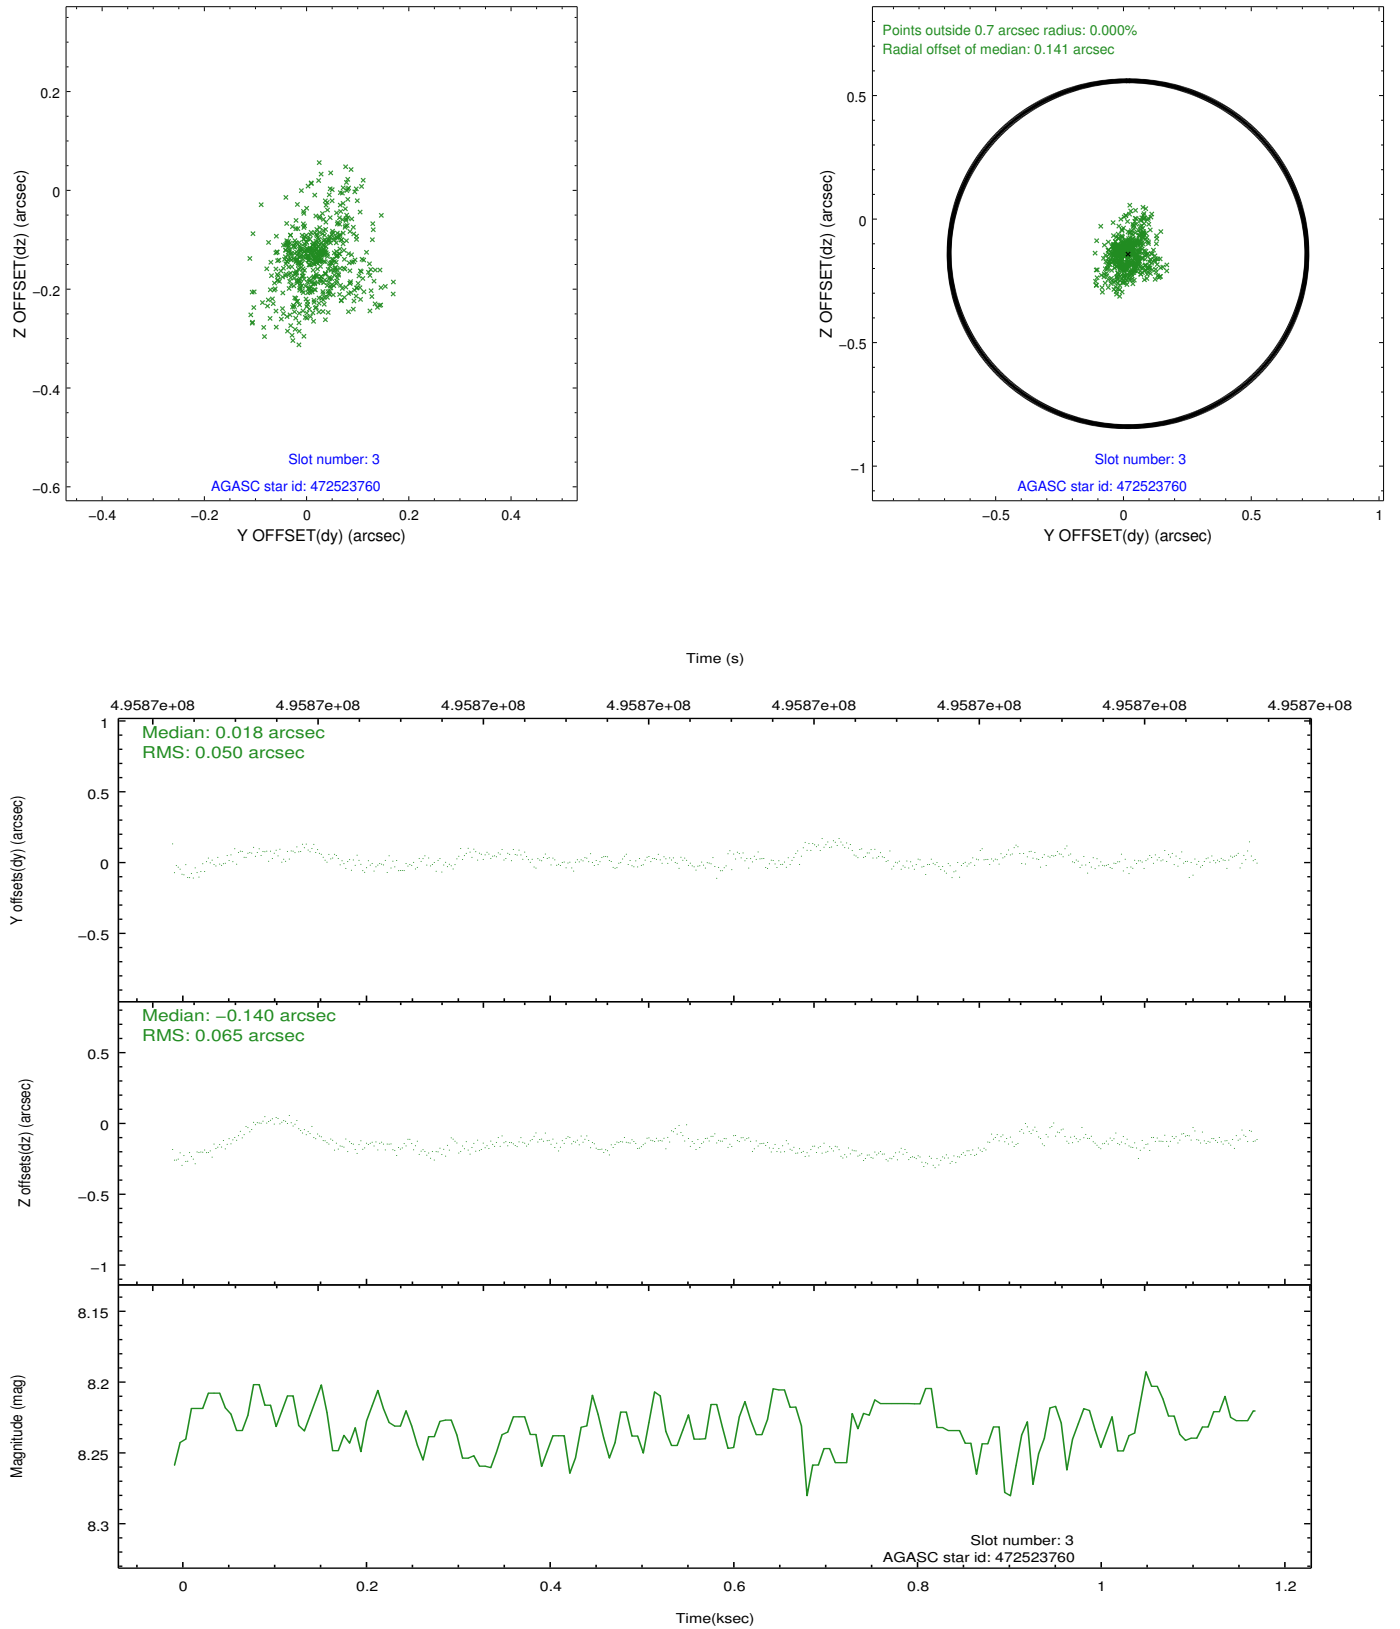 0.2
0
−0.2
−0.4
−0.6
Z OFFSET(dz) (arcsec)
Slot number: 3
AGASC star id: 472523760
−0.4
−0.2
0
0.2
0.4
Y OFFSET(dy) (arcsec)
Points outside 0.7 arcsec radius: 0.000%
Radial offset of median: 0.141 arcsec
0.5
0
−0.5
−1
Z OFFSET(dz) (arcsec)
Slot number: 3
AGASC star id: 472523760
−0.5
0
0.5
1
Y OFFSET(dy) (arcsec)
Time (s)
4.9587e+08 4.9587e+08 4.9587e+08 4.9587e+08 4.9587e+08 4.9587e+08 4.9587e+08 4.9587e+08
Median: 0.018 arcsec
RMS: 0.050 arcsec
1
0.5
0
−0.5
Y offsets(dy) (arcsec)
Median: −0.140 arcsec
RMS: 0.065 arcsec
0.5
0
−0.5
−1
Z offsets(dz) (arcsec)
8.15
8.2
8.25
8.3
Magnitude (mag)
Slot number: 3
AGASC star id: 472523760
0 0.2 0.4 0.6 0.8 1 1.2
Time(ksec)